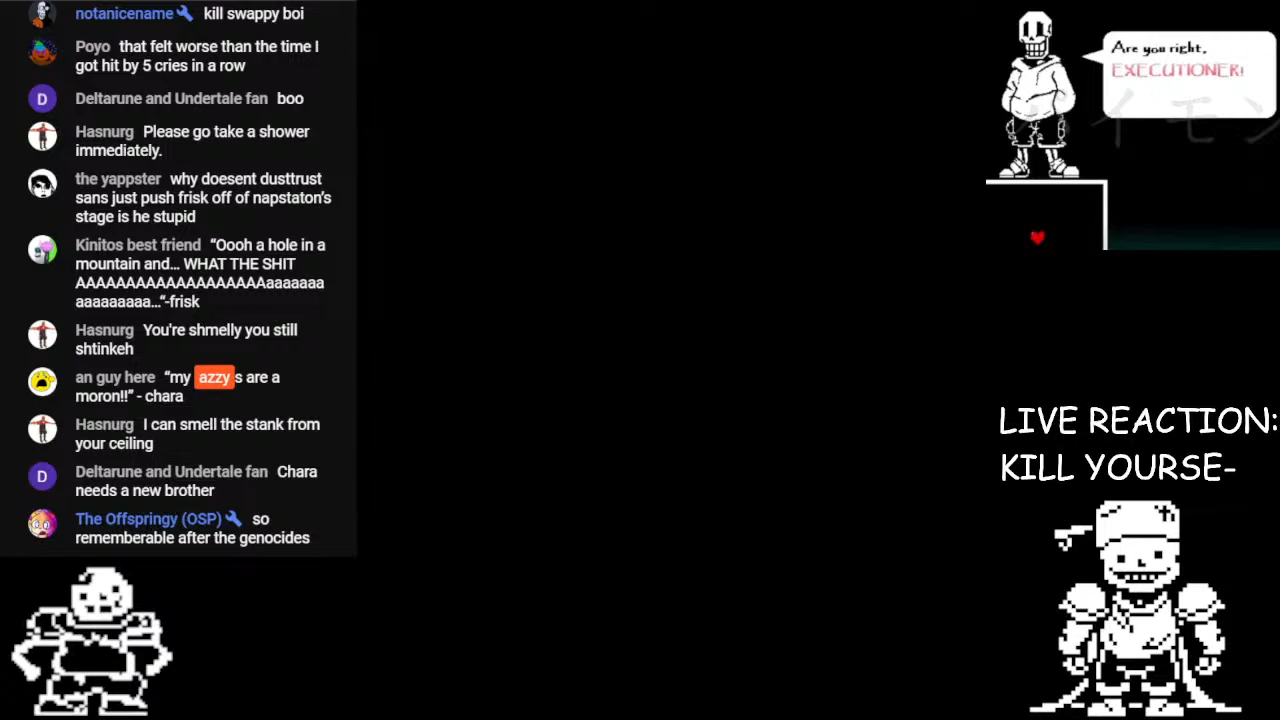 notanicename kill swappy boi
Poyo that felt worse than the time I
got hit by 5 cries in a row
D Deltarune and Undertale fan boo
Hasnurg Please go take a shower
immediately.
the yappster why doesent dusttrust
sans just push frisk off of napstaton's
stage is he stupid
Kinitos best friend “Oooh a hole in a
mountain and... WHAT THE SHIT
AAAAAAAAAAAAAAAAAAAaaaaaaa
aaaaaaaaa...“-frisk
Hasnurg You're shmelly you still
shtinkeh
an guy here “my azzy s are a
moron!!” - chara
Hasnurg I can smell the stank from
your ceiling
D Deltarune and Undertale fan Chara
needs a new brother
The Offspringy (OSP) so
rememberable after the genocides
Are you right,
EXECUTIONER!
イモン
LIVE REACTION:
KILL YOURSE-